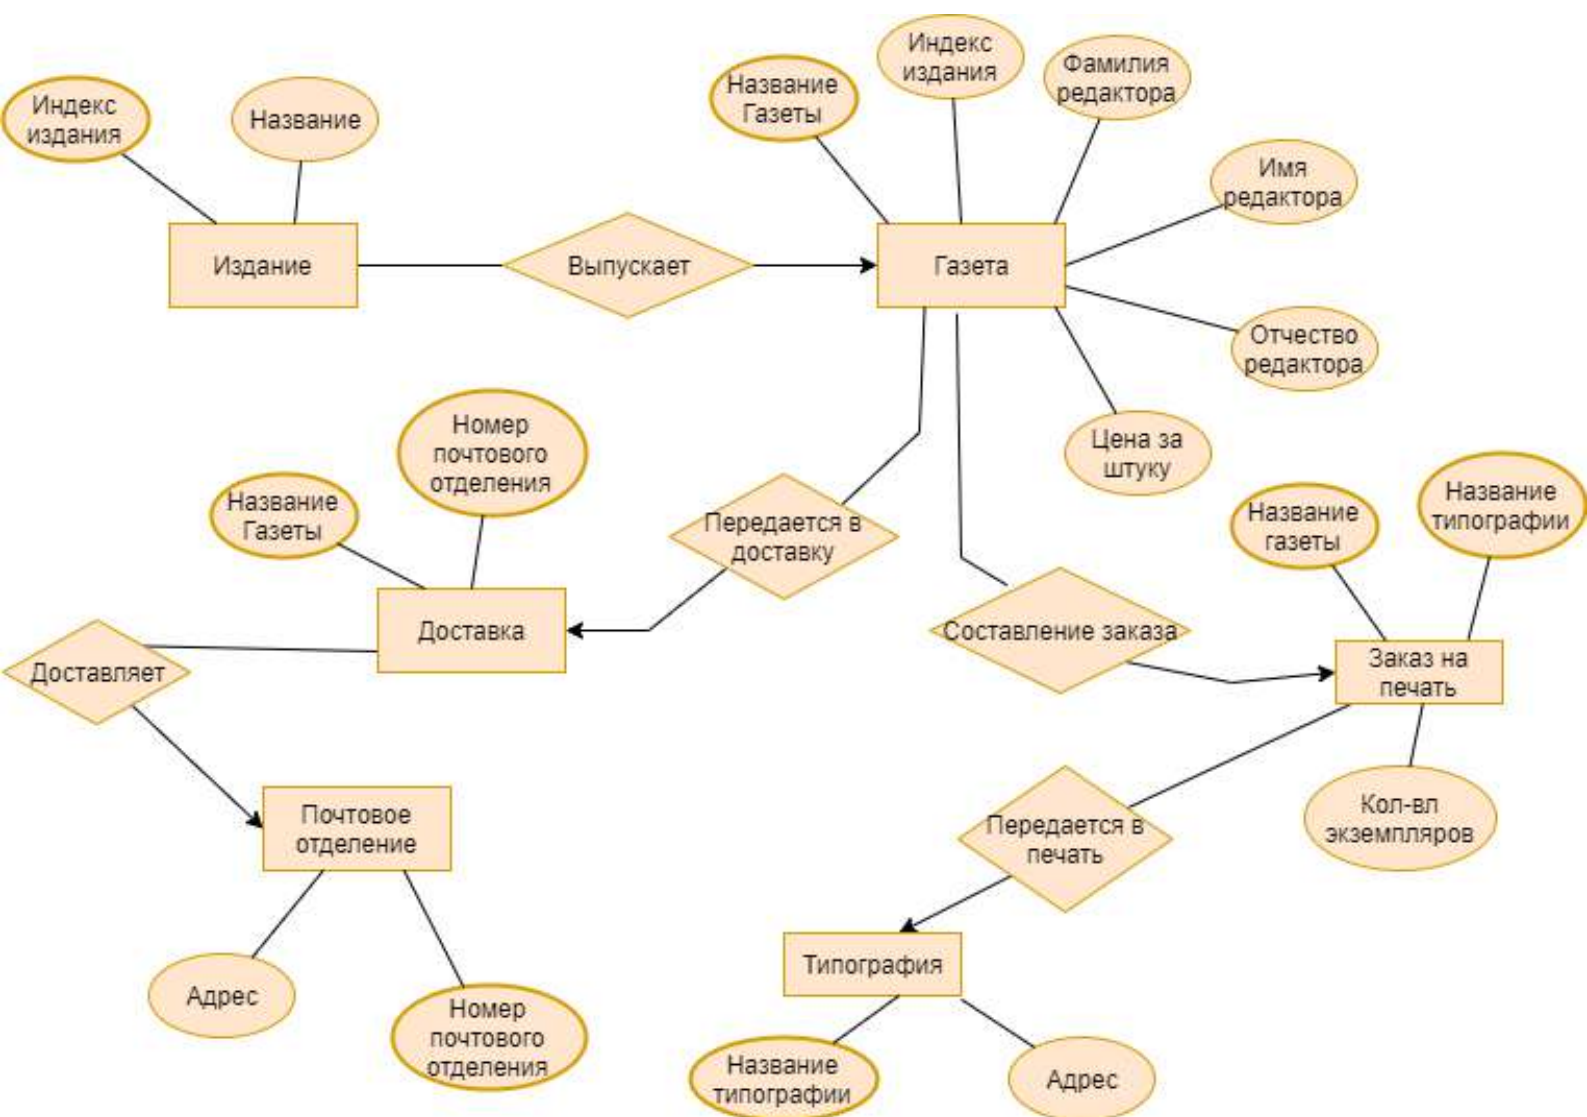 Индекс
издания
Название
Название
Газеты
Индекс
издания
Фамилия
редактора
Имя
редактора
Издание
Выпускает
Газета
Отчество
редактора
Цена за
штуку
Номер
почтового
отделения
Название
Газеты
Передается в
доставку
Название
газеты
Название
типографии
Доставка
Составление заказа
Заказ на
печать
Доставляет
Почтовое
отделение
Передается в
печать
Кол-вл
экземпляров
Адрес
Номер
почтового
отделения
Типография
Название
типографии
Адрес